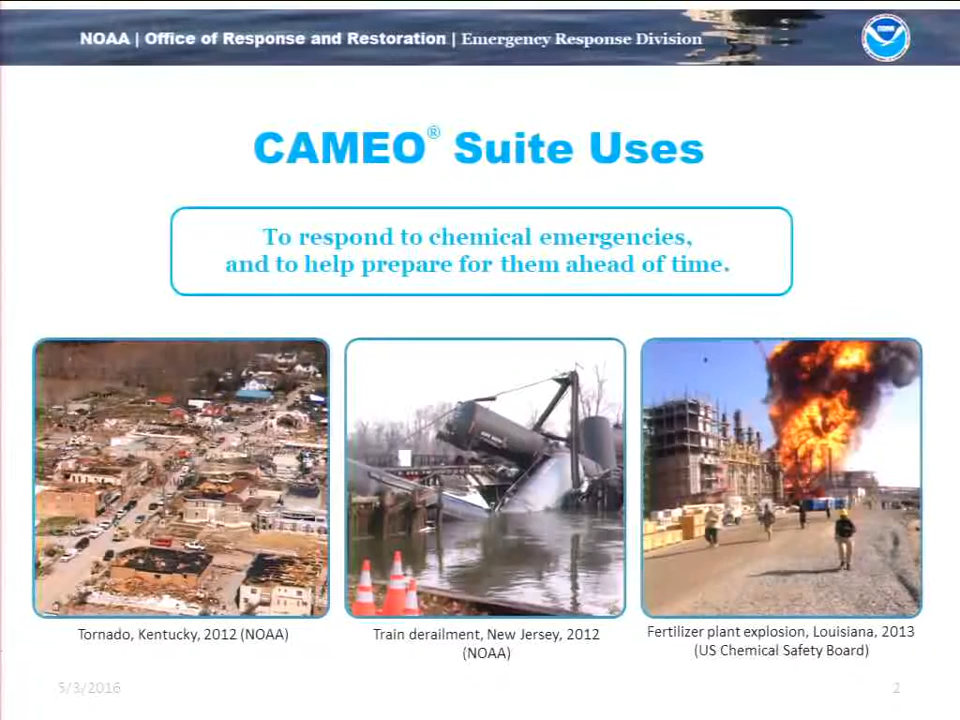 NOAA | Office of Response and Restoration | Emergency Response Division
CAMEO® Suite Uses
To respond to chemical emergencies,
and to help prepare for them ahead of time.
Tornado, Kentucky, 2012 (NOAA)
Train derailment, New Jersey, 2012
(NOAA)
Fertilizer plant explosion, Louisiana, 2013
(US Chemical Safety Board)
5/3/2016
2